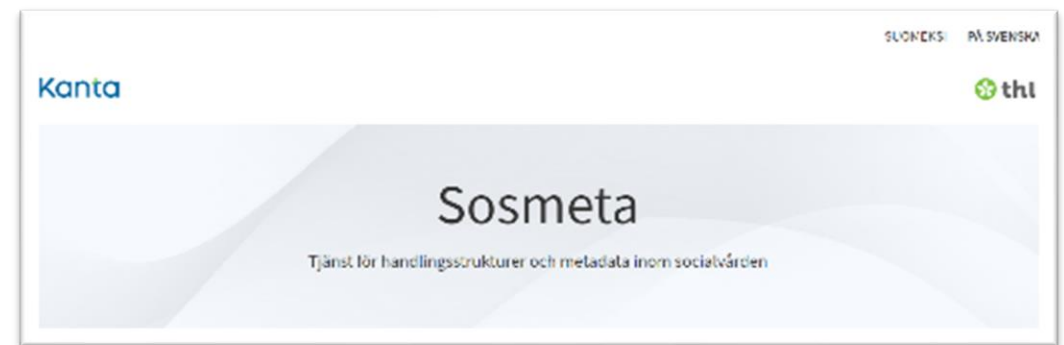 SUOMEKSI PÅ SVENSKA
Kanta
thl
Sosmeta
Tjänst för handlingsstrukturer och metadata inom socialvården